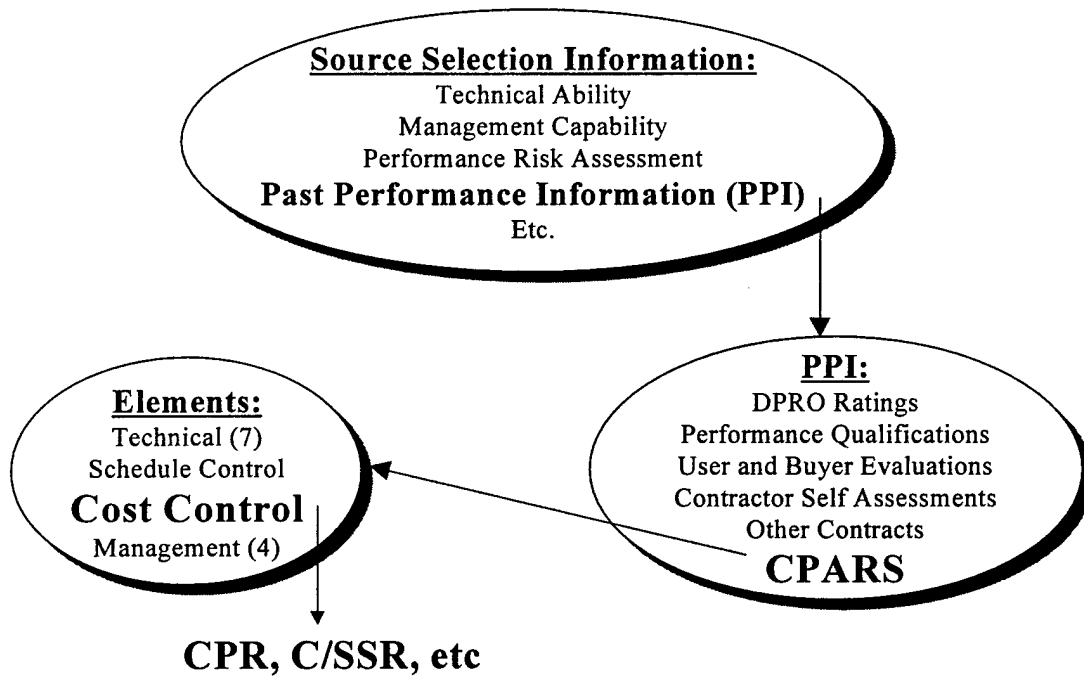 Source Selection Information:
Technical Ability
Management Capability
Performance Risk Assessment
Past Performance Information (PPI)
Etc.
PPI:
DPRO Ratings
Performance Qualifications
User and Buyer Evaluations
Contractor Self Assessments
Other Contracts
CPARS
Elements:
Technical (7)
Schedule Control
Cost Control
Management (4)
CPR, C/SSR, etc